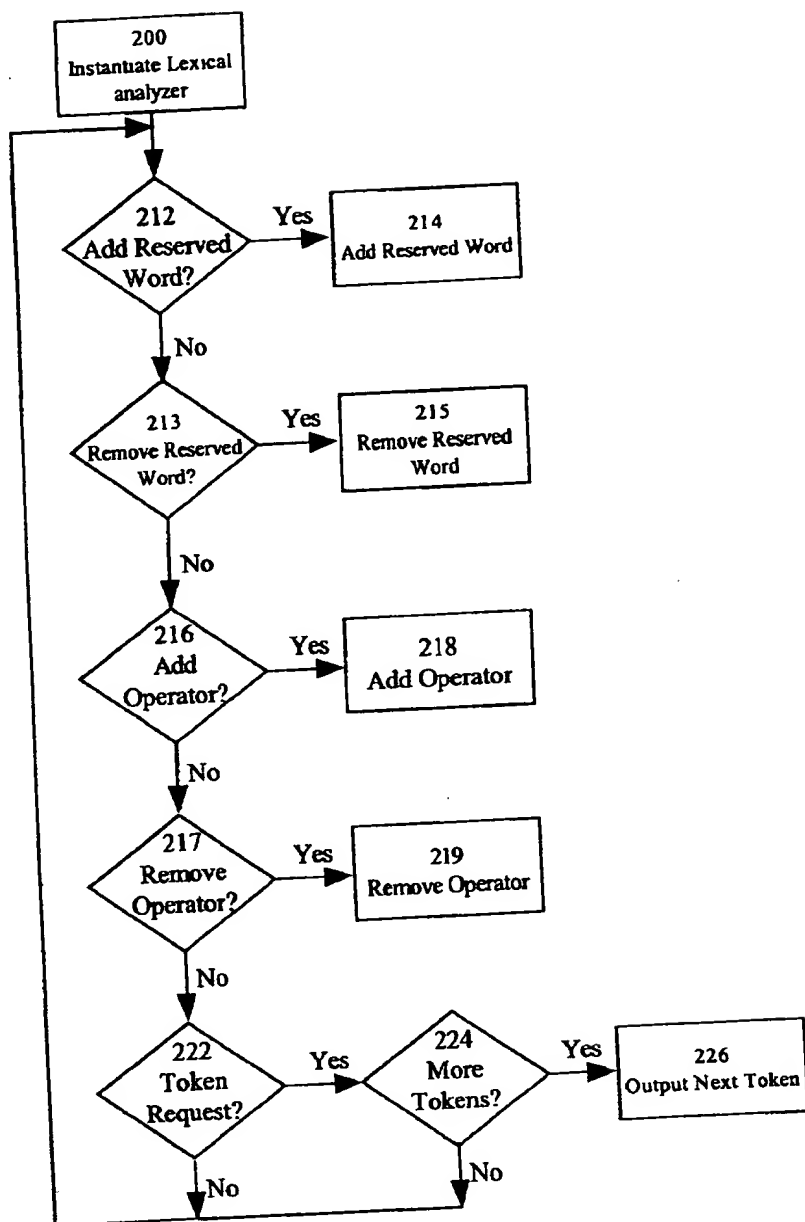 200
Instantiate Lexical
analyzer
212
Add Reserved
Word?
Yes
214
Add Reserved Word
No
213
Remove Reserved
Word?
Yes
215
Remove Reserved
Word
No
216
Add
Operator?
Yes
218
Add Operator
No
217
Remove
Operator?
Yes
219
Remove Operator
No
222
Token
Request?
Yes
224
More
Tokens?
Yes
226
Output Next Token
No
No